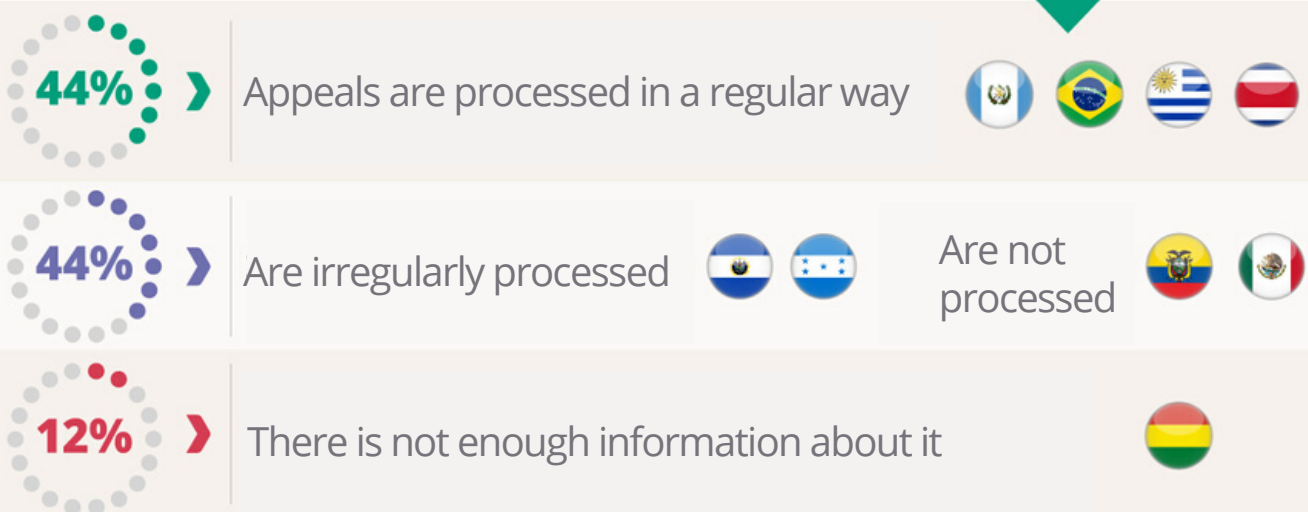 44%
Appeals are processed in a regular way
44%
Are irregularly processed
Are not
processed
12%
There is not enough information about it